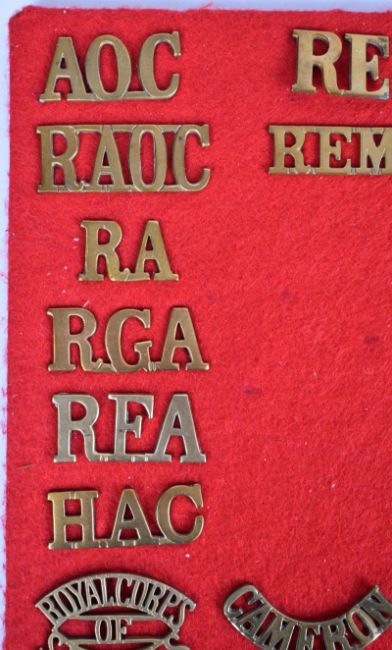 AOC
RE
RAOC
REM
RA
RGA
RFA
HAC
ROYAL CORPS
OF
CAMERON